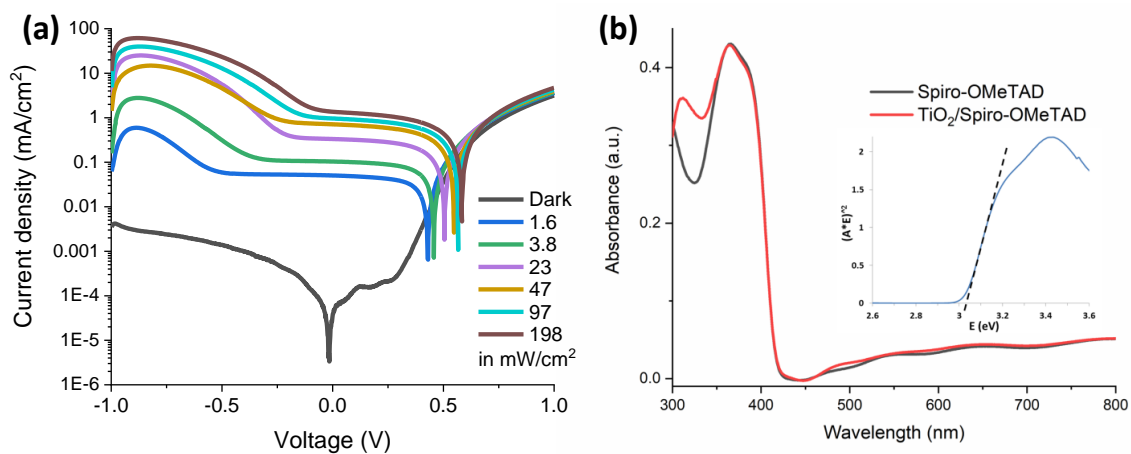 (a)
100
10
1
0.1
0.01
0.001
1E-4
1E-5
1E-6
-1.0
-0.5
0.0
0.5
1.0
Current density (mA/cm²)
Voltage (V)
Dark
1.6
3.8
23
47
97
198
in mW/cm²
(b)
0.4
0.2
0.0
300
400
500
600
700
800
Absorbance (a.u.)
Wavelength (nm)
Spiro-OMeTAD
TiO₂/Spiro-OMeTAD
2
1.5
1
0.5
0
2.6
2.8
3
3.2
3.4
3.6
(A*E)^2
E (eV)